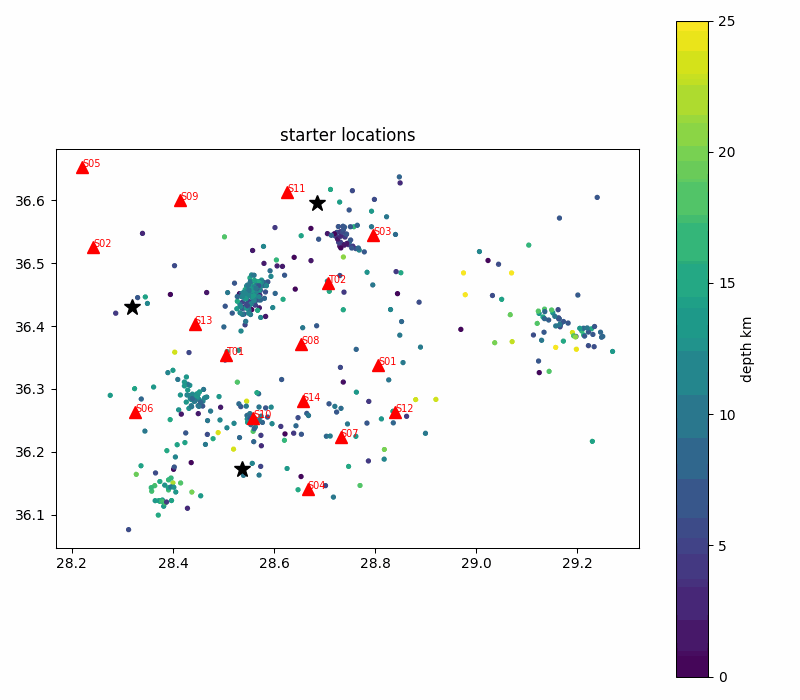 starter locations
S05
S09
S11
S02
S03
T02
S13
S08
T01
S01
S14
S06
S10
S12
S07
S04
36.6
36.5
36.4
36.3
36.2
36.1
28.2 28.4 28.6 28.8 29.0 29.2
25
20
15
10
5
0
depth km